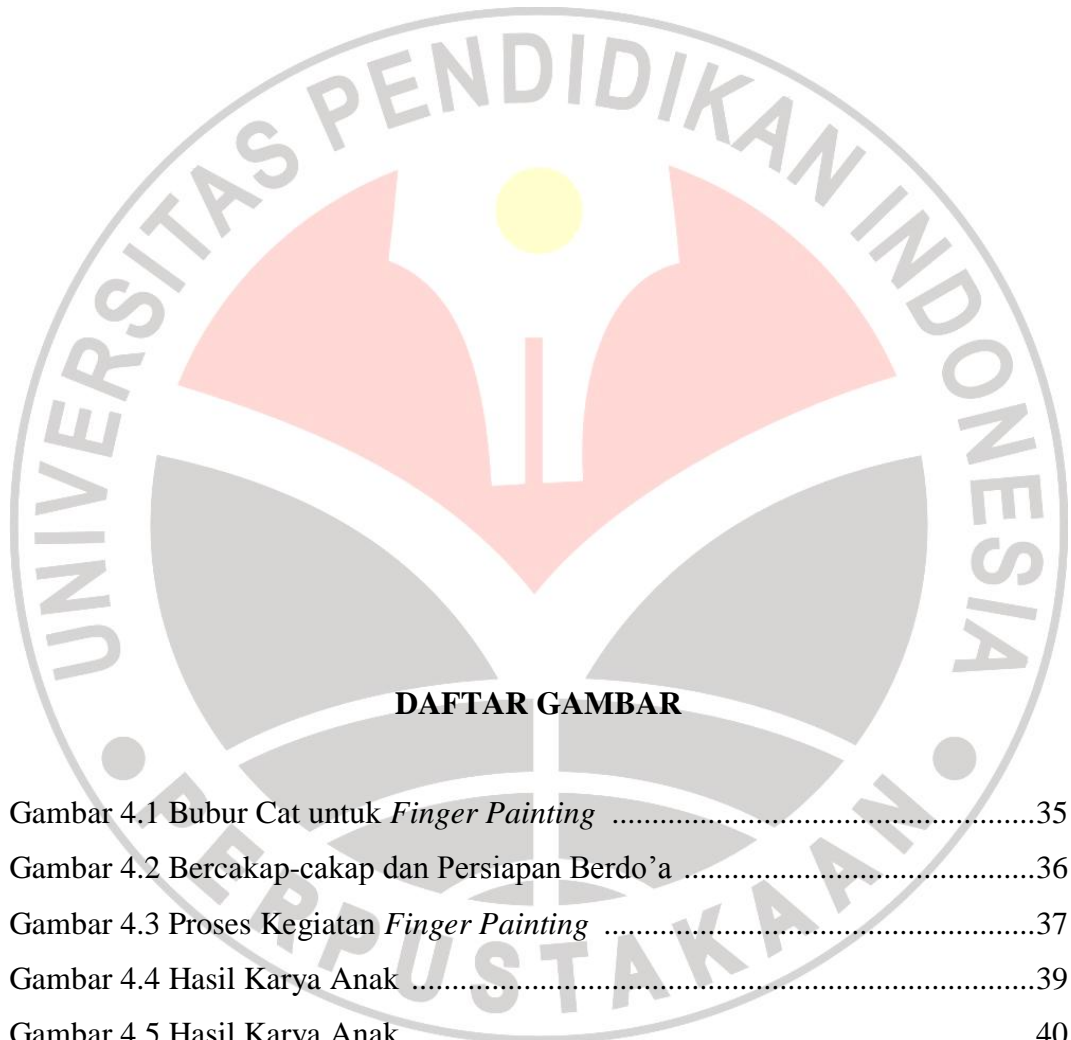 UNIVERSITAS PENDIDIKAN INDONESIA
PERPUSTAKAAN
DAFTAR GAMBAR
Gambar 4.1 Bubur Cat untuk Finger Painting ......................................................35
Gambar 4.2 Bercakap-cakap dan Persiapan Berdo’a .............................................36
Gambar 4.3 Proses Kegiatan Finger Painting .......................................................37
Gambar 4.4 Hasil Karya Anak ...............................................................................39
Gambar 4.5 Hasil Karya Anak ...............................................................................40